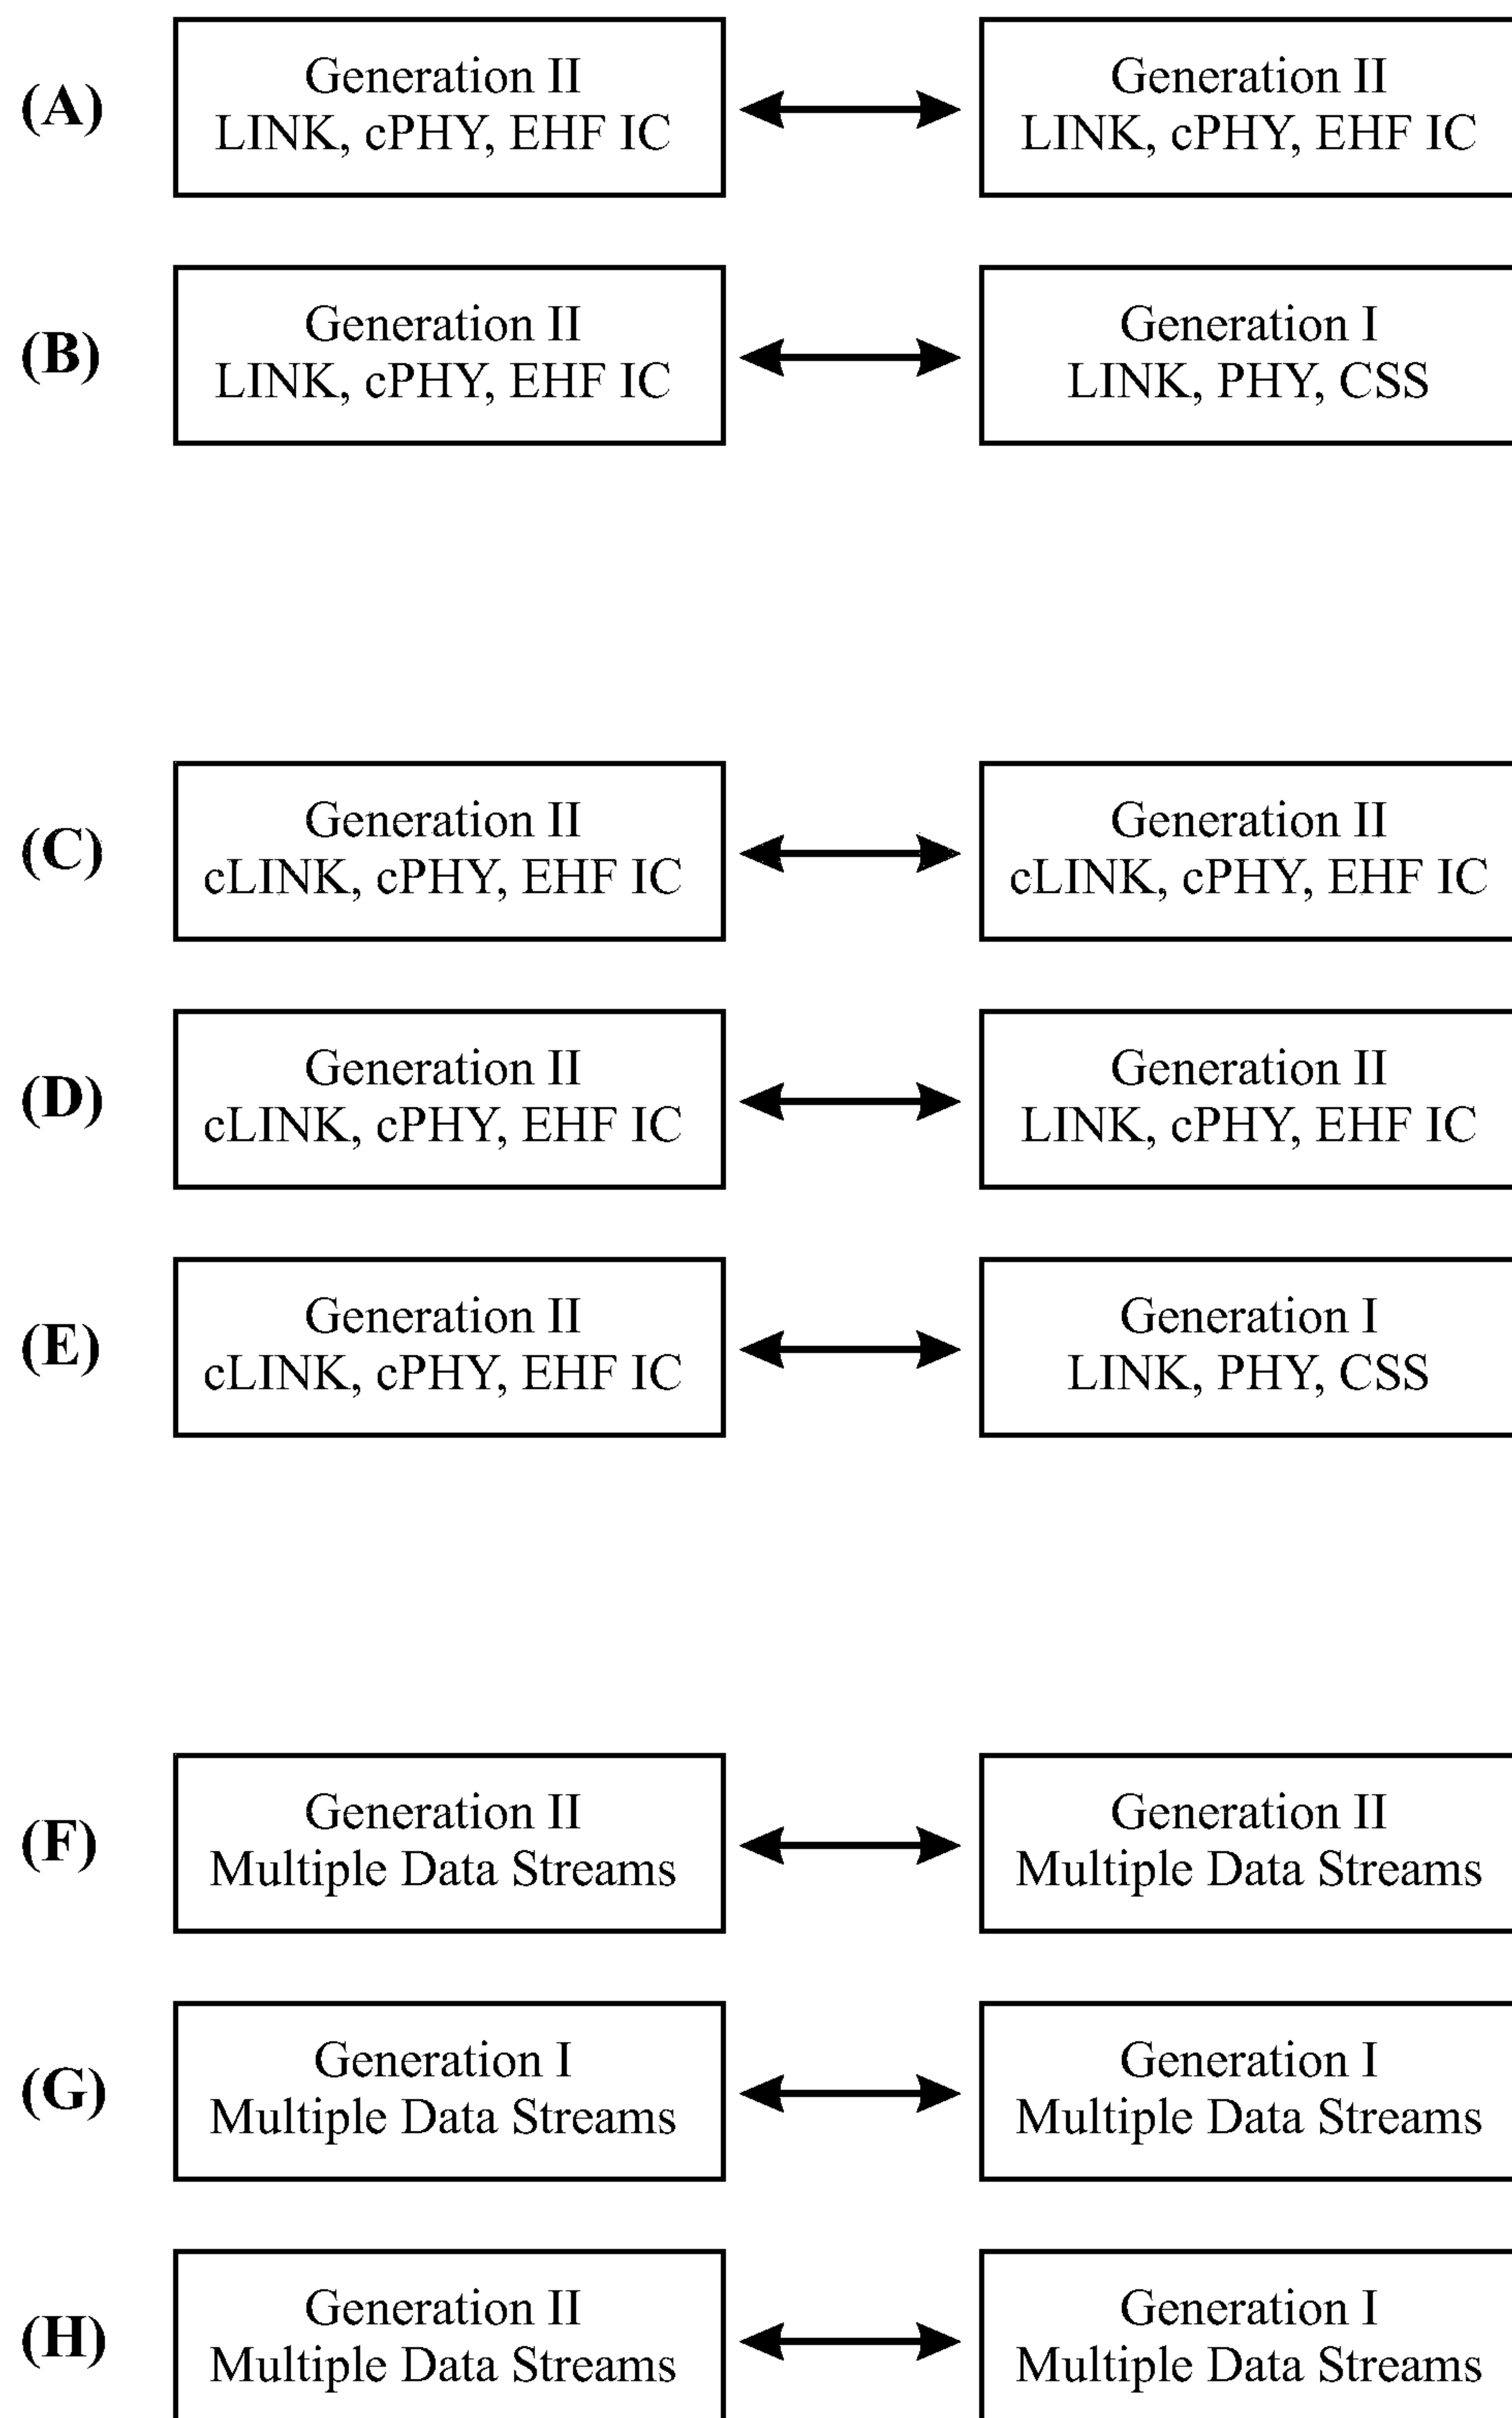 (A)
Generation II
LINK, cPHY, EHF IC
Generation II
LINK, cPHY, EHF IC
(B)
Generation II
LINK, cPHY, EHF IC
Generation I
LINK, PHY, CSS
(C)
Generation II
cLINK, cPHY, EHF IC
Generation II
cLINK, cPHY, EHF IC
(D)
Generation II
cLINK, cPHY, EHF IC
Generation II
LINK, cPHY, EHF IC
(E)
Generation II
cLINK, cPHY, EHF IC
Generation I
LINK, PHY, CSS
(F)
Generation II
Multiple Data Streams
Generation II
Multiple Data Streams
(G)
Generation I
Multiple Data Streams
Generation I
Multiple Data Streams
(H)
Generation II
Multiple Data Streams
Generation I
Multiple Data Streams